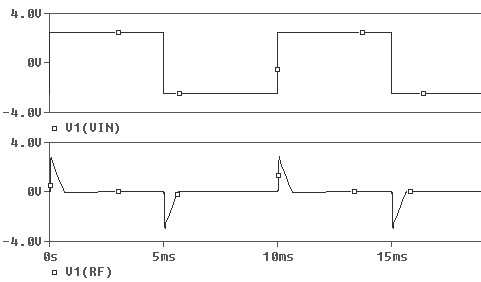 4.0V
0V
-4.0V
V1(VIN)
4.0V
0V
-4.0V
0s 5ms 10ms 15ms
V1(RF)